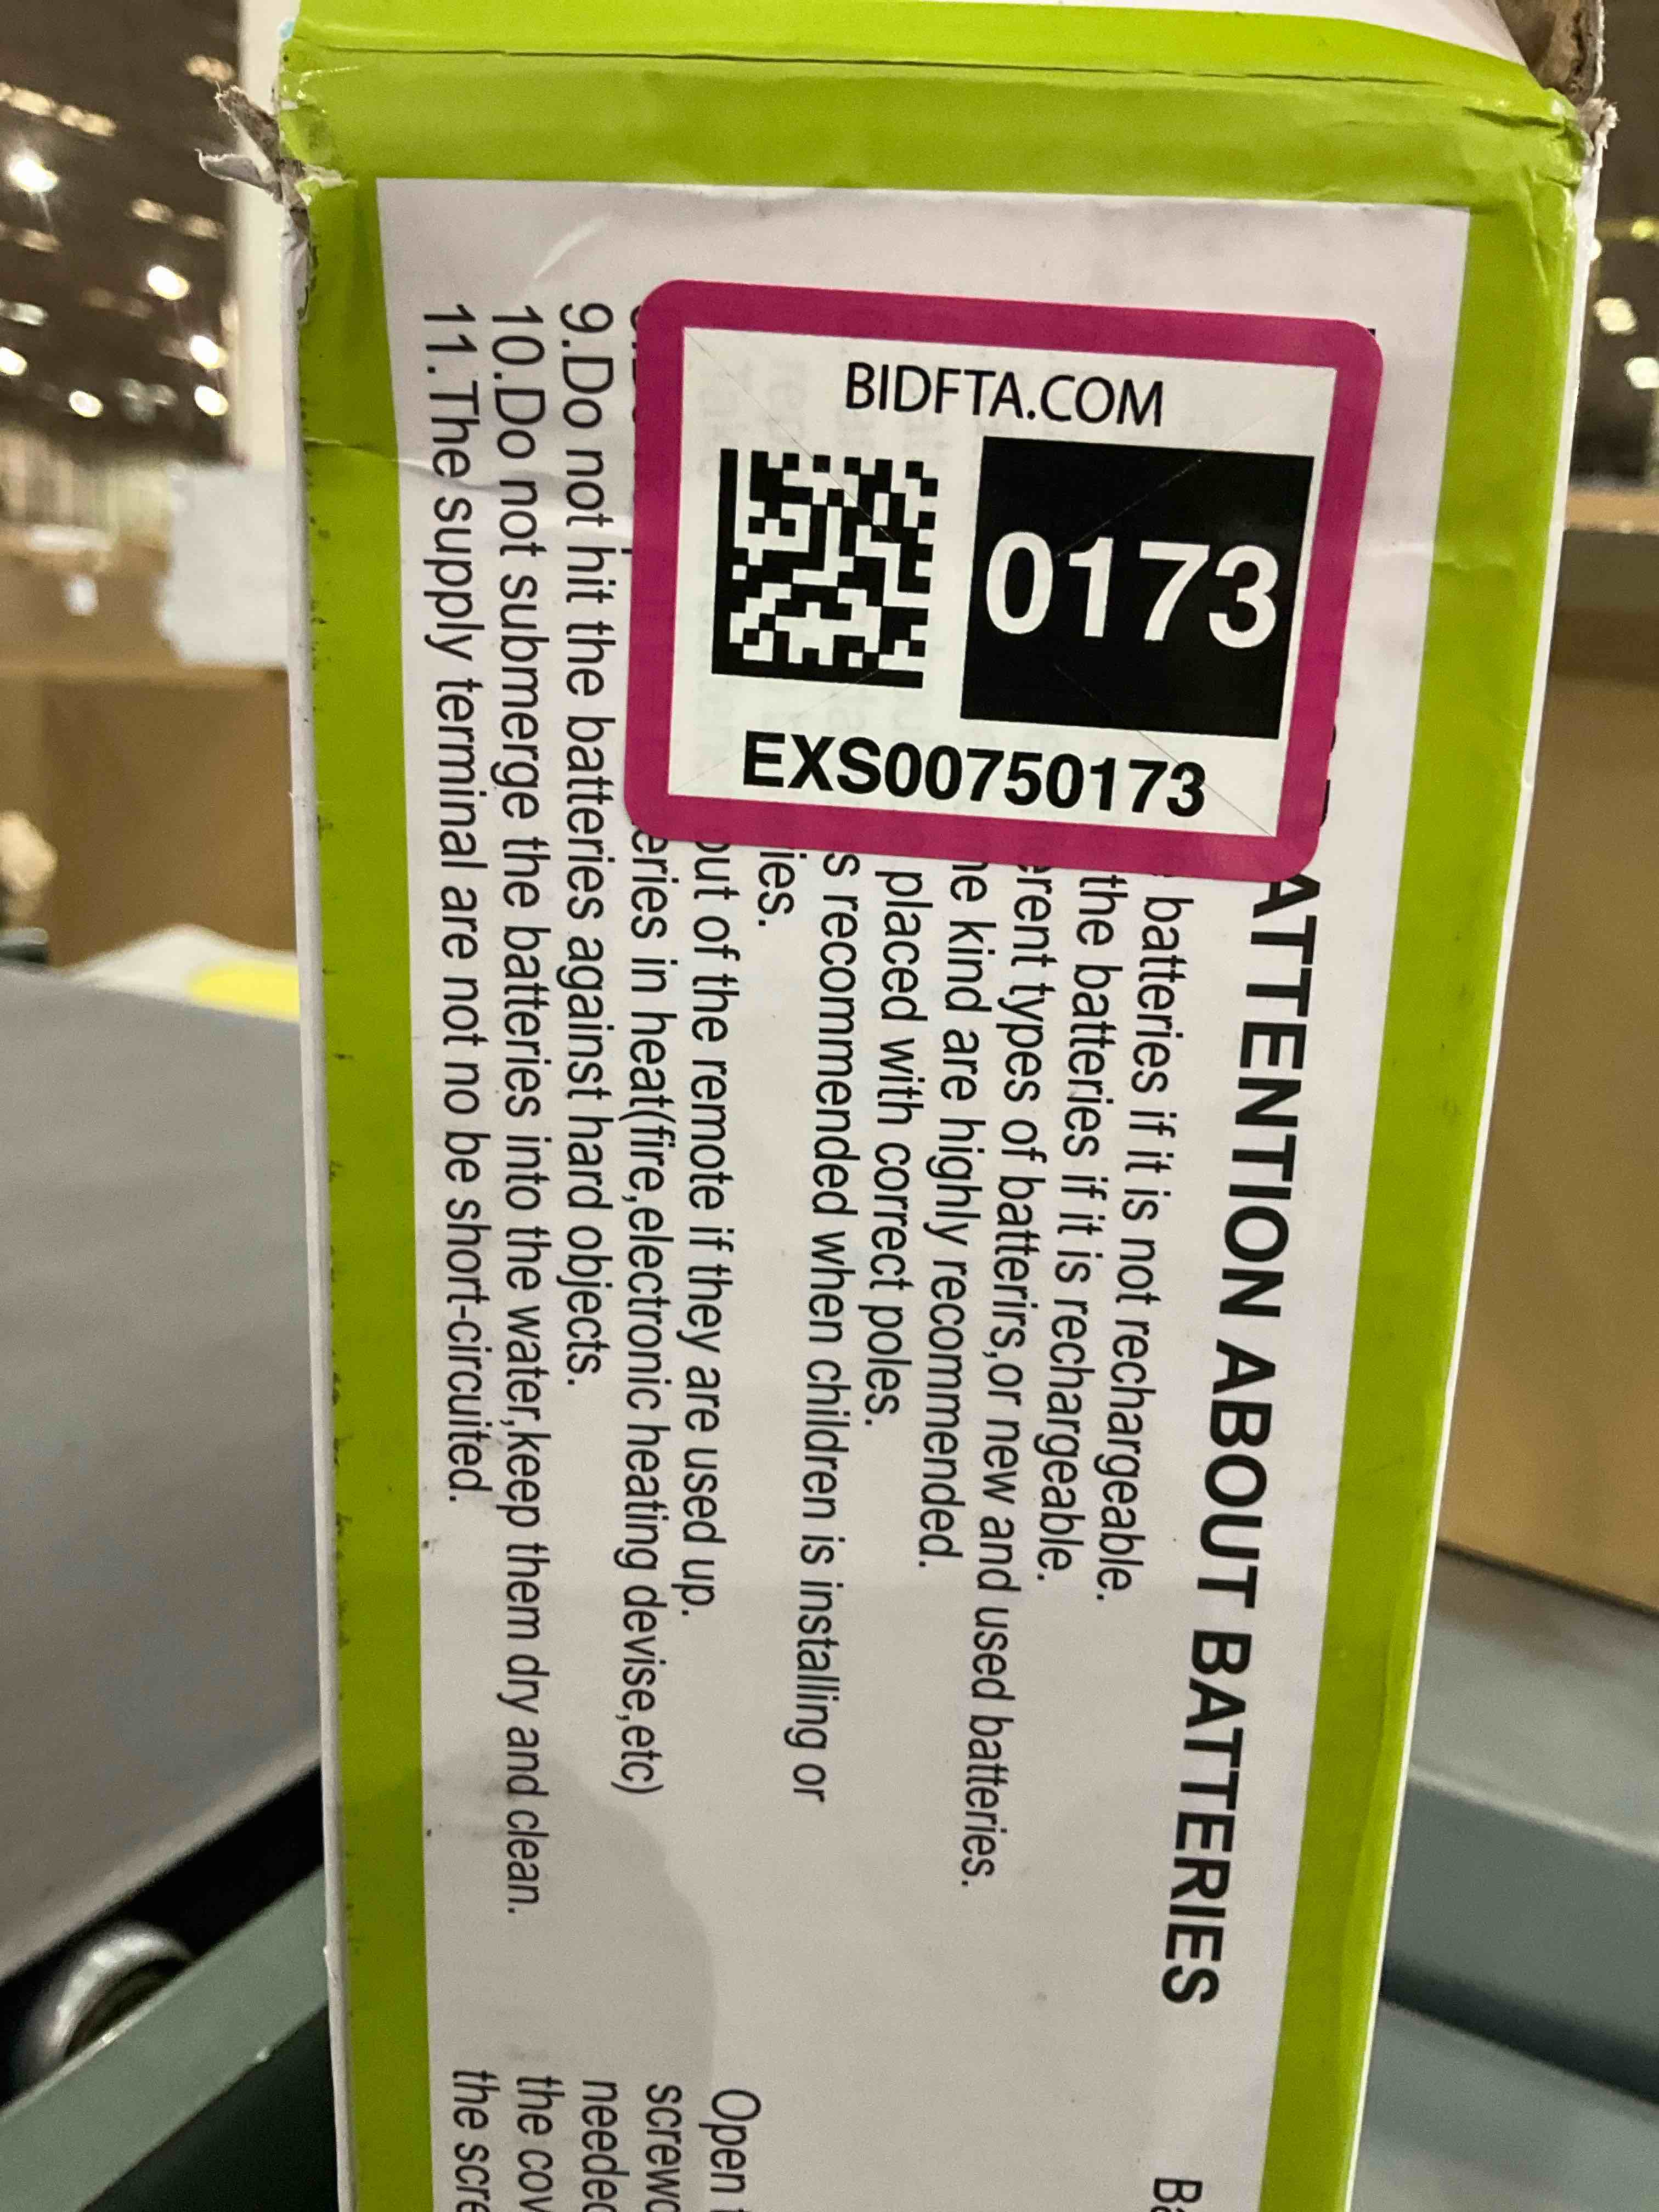 BIDFTA.COM
0173
EXS00750173
ATTENTION ABOUT BATTERIES
batteries if it is not rechargeable.
the batteries if it is rechargeable.
erent types of batterirs,or new and used batteries.
he kind are highly recommended.
placed with correct poles.
s recommended when children is installing or
ies.
out of the remote if they are used up.
eries in heat(fire,electronic heating devise,etc)
9.Do not hit the batteries against hard objects.
10.Do not submerge the batteries into the water,keep them dry and clean.
11.The supply terminal are not no be short-circuited.
Ba
Open
screwd
needed
the cov
the scre